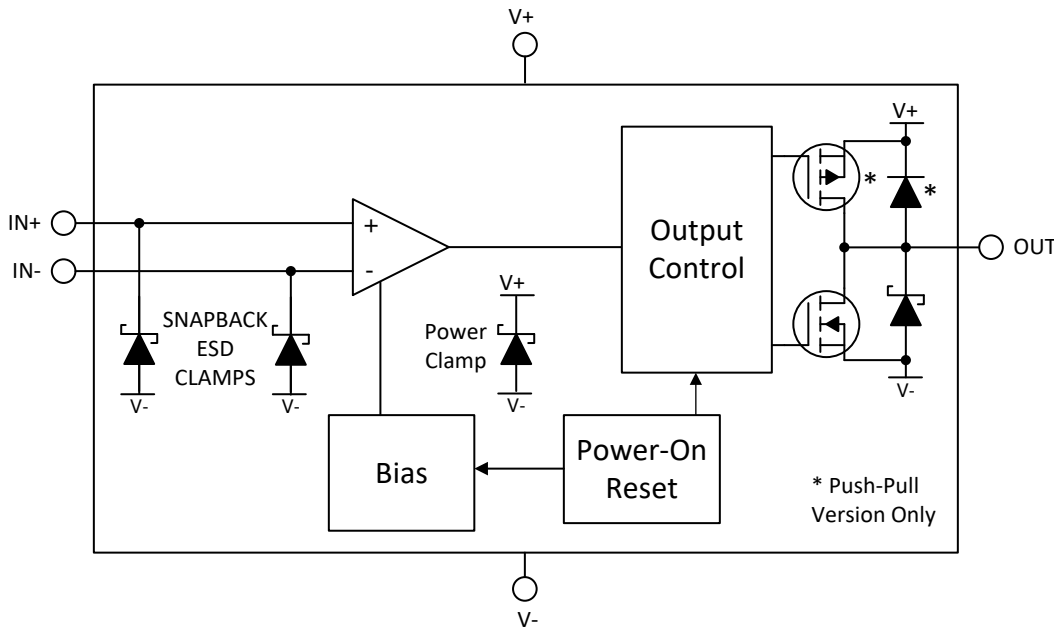 V+
IN+
IN-
+
-
SNAPBACK
ESD
CLAMPS
V-
V-
V+
Power
Clamp
V-
Output
Control
V+
*
*
OUT
V-
Bias
Power-On
Reset
* Push-Pull
Version Only
V-